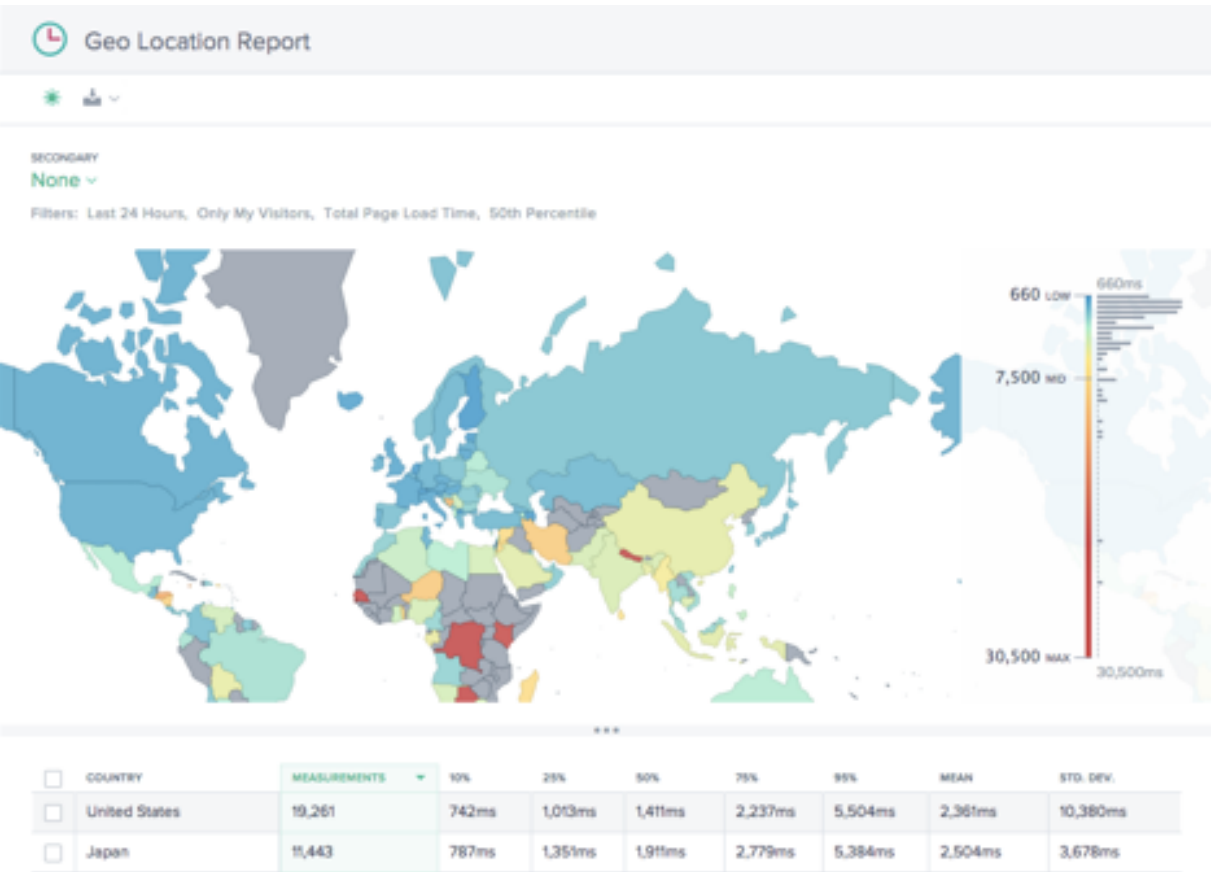 Geo Location Report
SECONDARY
None
Filters: Last 24 Hours, Only My Visitors, Total Page Load Time, 50th Percentile
660 LOW
660ms
7,500 MID
30,500 MAX
30,500ms
COUNTRY MEASUREMENTS 10% 25% 50% 75% 95% MEAN STD. DEV.
United States 19,261 742ms 1,013ms 1,411ms 2,237ms 5,504ms 2,361ms 10,380ms
Japan 11,443 787ms 1,351ms 1,911ms 2,779ms 5,384ms 2,504ms 3,678ms